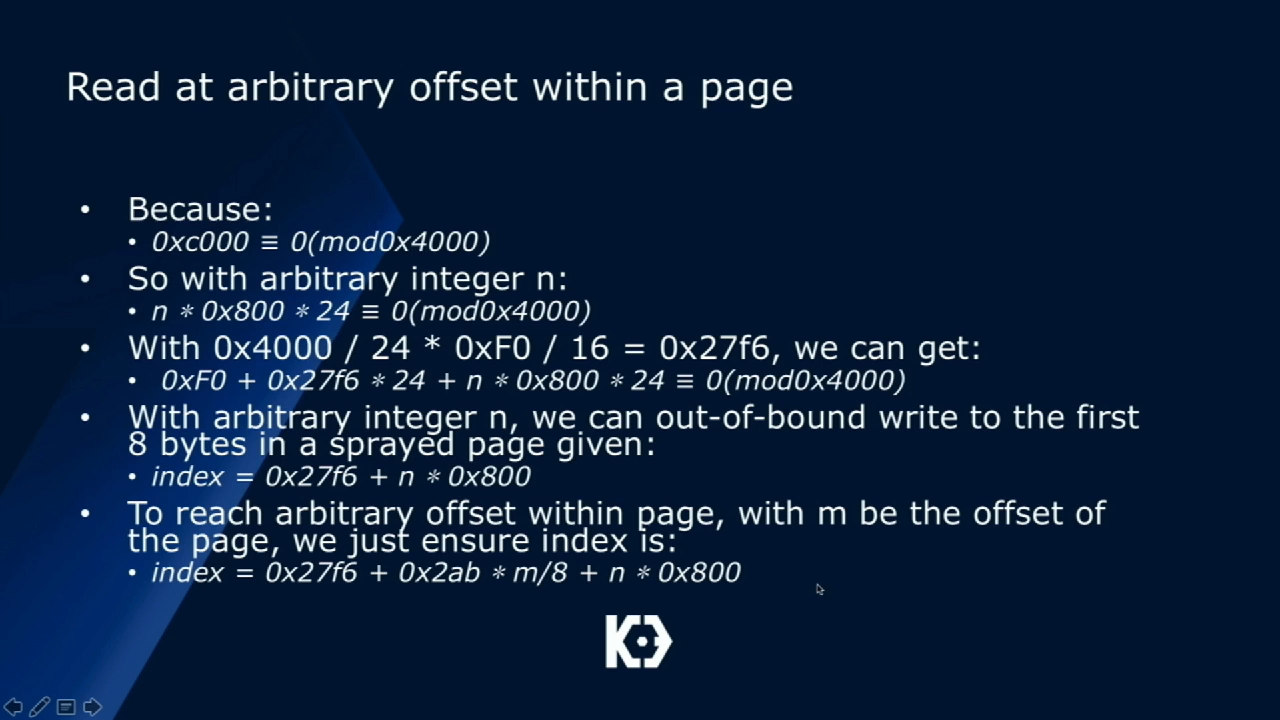 Read at arbitrary offset within a page
• Because:
• 0xc000 ≡ 0(mod0x4000)
• So with arbitrary integer n:
• n ∗ 0x800 ∗ 24 ≡ 0(mod0x4000)
• With 0x4000 / 24 * 0xF0 / 16 = 0x27f6, we can get:
• 0xF0 + 0x27f6 ∗ 24 + n ∗ 0x800 ∗ 24 ≡ 0(mod0x4000)
• With arbitrary integer n, we can out-of-bound write to the first
8 bytes in a sprayed page given:
• index = 0x27f6 + n ∗ 0x800
• To reach arbitrary offset within page, with m be the offset of
the page, we just ensure index is:
• index = 0x27f6 + 0x2ab ∗ m/8 + n ∗ 0x800